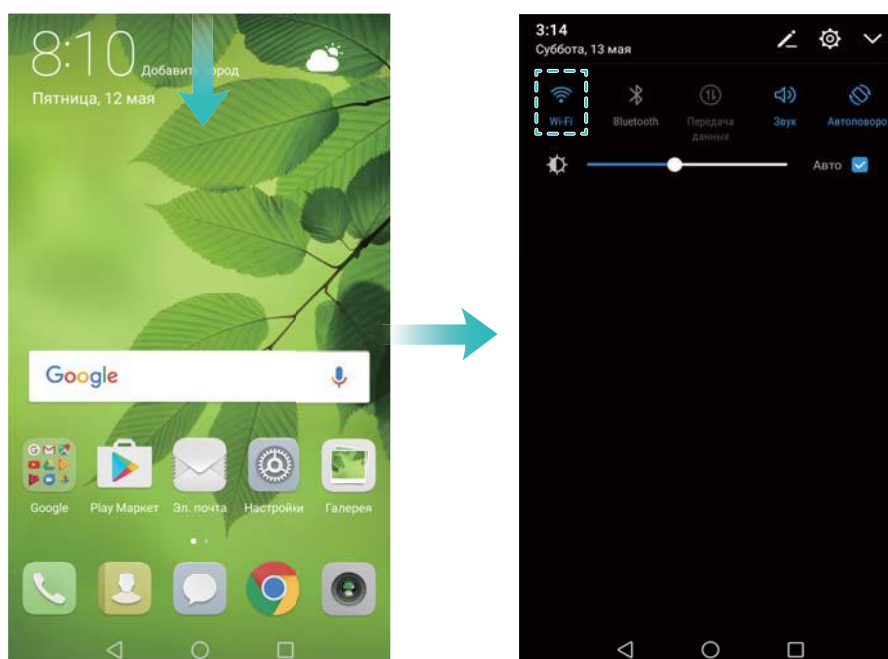 8:10
Добавить город
Пятница, 12 мая
Google
Google
Play Маркет
Эл. почта
Настройки
Галерея
3:14
Суббота, 13 мая
Wi-Fi
Bluetooth
Передача
данных
Звук
Автоповоро
Авто